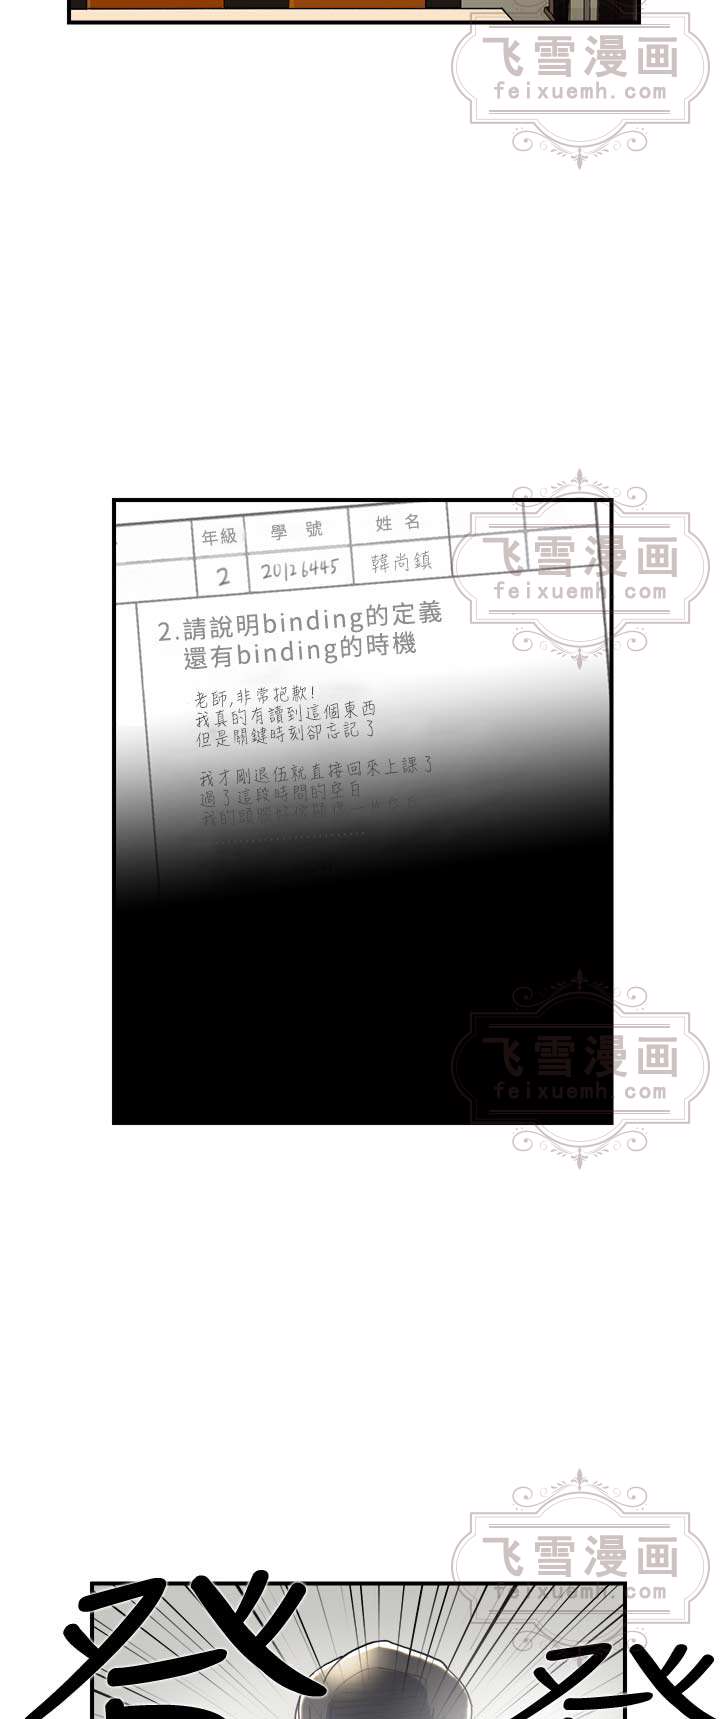 飞雪漫画
feixuemh.com
年級 學號 姓名
2 20126445 韓尚鎮
2.請說明binding的定義
還有binding的時機
老師,非常抱歉!
我真的有讀到這個東西
但是關鍵時刻卻忘記了
我才剛退伍就直接回來上課了
過了這段時間的空白
我的頭腦好像
飞雪漫画
feixuemh.com
飞雪漫画
feixuemh.com
飞雪漫画
feixuemh.com